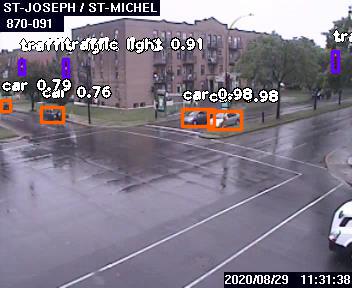 ST-JOSEPH / ST-MICHEL
870-091
traffic light 0.91
car 0.79
car 0.76
car 0.98
.98
2020/08/29 11:31:38